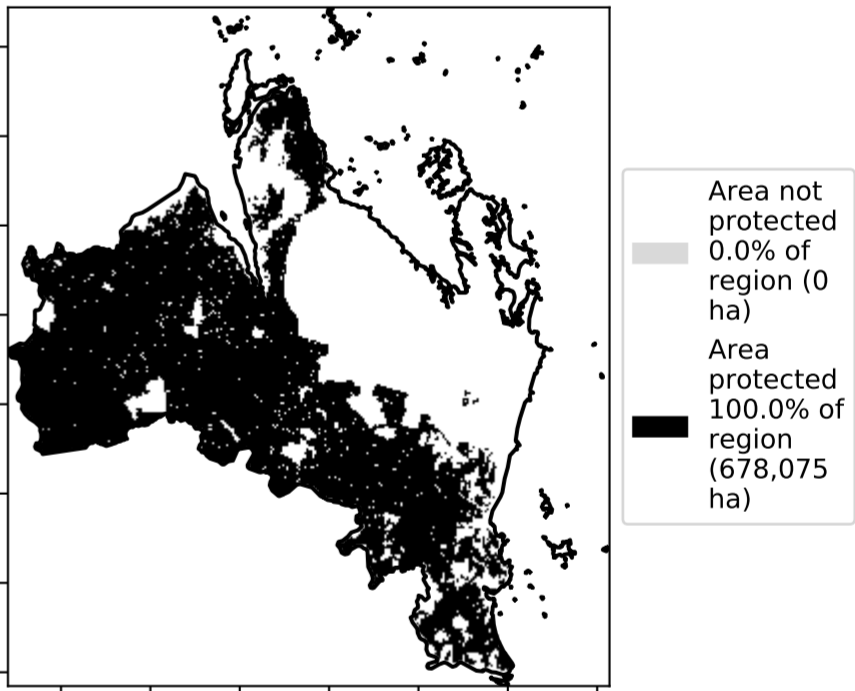 Area not
protected
0.0% of
region (0
ha)
Area
protected
100.0% of
region
(678,075
ha)